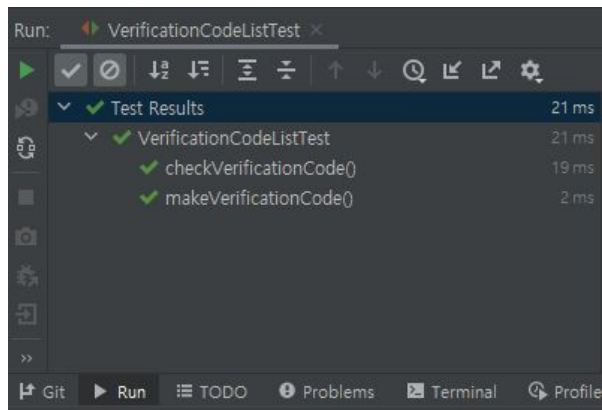 Run: VerificationCodeListTest
Test Results 21 ms
VerificationCodeListTest 21 ms
checkVerificationCode() 19 ms
makeVerificationCode() 2 ms
Git Run TODO Problems Terminal Profile